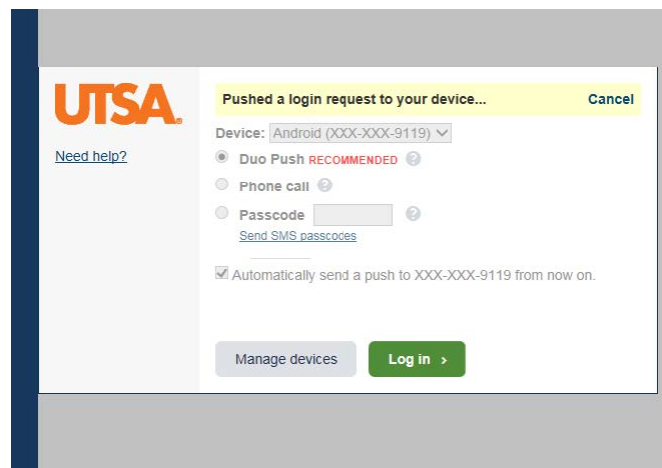 UTSA.
Need help?
Pushed a login request to your device... Cancel
Device: Android (XXX-XXX-9119)
Duo Push RECOMMENDED ?
Phone call ?
Passcode ?
Send SMS passcodes
Automatically send a push to XXX-XXX-9119 from now on.
Manage devices
Log in >